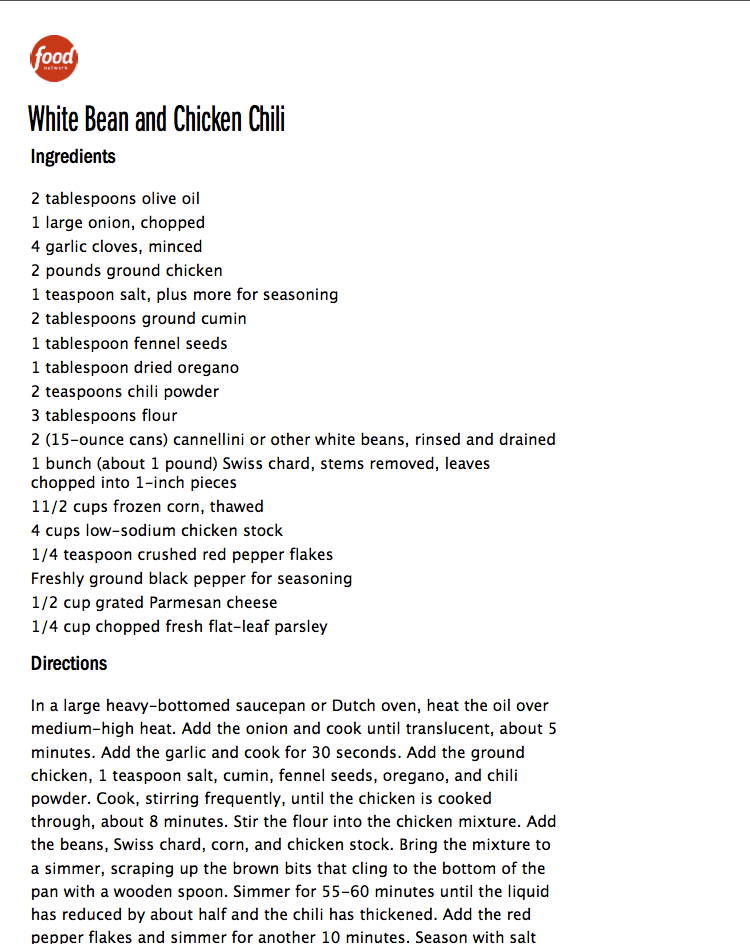 food
network
White Bean and Chicken Chili
Ingredients
2 tablespoons olive oil
1 large onion, chopped
4 garlic cloves, minced
2 pounds ground chicken
1 teaspoon salt, plus more for seasoning
2 tablespoons ground cumin
1 tablespoon fennel seeds
1 tablespoon dried oregano
2 teaspoons chili powder
3 tablespoons flour
2 (15-ounce cans) cannellini or other white beans, rinsed and drained
1 bunch (about 1 pound) Swiss chard, stems removed, leaves
chopped into 1-inch pieces
11/2 cups frozen corn, thawed
4 cups low-sodium chicken stock
1/4 teaspoon crushed red pepper flakes
Freshly ground black pepper for seasoning
1/2 cup grated Parmesan cheese
1/4 cup chopped fresh flat-leaf parsley
Directions
In a large heavy-bottomed saucepan or Dutch oven, heat the oil over
medium-high heat. Add the onion and cook until translucent, about 5
minutes. Add the garlic and cook for 30 seconds. Add the ground
chicken, 1 teaspoon salt, cumin, fennel seeds, oregano, and chili
powder. Cook, stirring frequently, until the chicken is cooked
through, about 8 minutes. Stir the flour into the chicken mixture. Add
the beans, Swiss chard, corn, and chicken stock. Bring the mixture to
a simmer, scraping up the brown bits that cling to the bottom of the
pan with a wooden spoon. Simmer for 55-60 minutes until the liquid
has reduced by about half and the chili has thickened. Add the red
pepper flakes and simmer for another 10 minutes. Season with salt